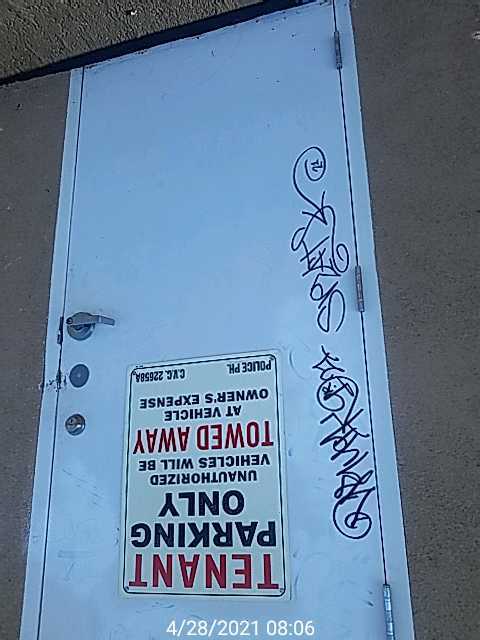 TENANT
PARKING
ONLY
UNAUTHORIZED
VEHICLES WILL BE
TOWED AWAY
AT VEHICLE
OWNER'S EXPENSE
POLICE PH. C.V.C. 22658A
4/28/2021 08:06